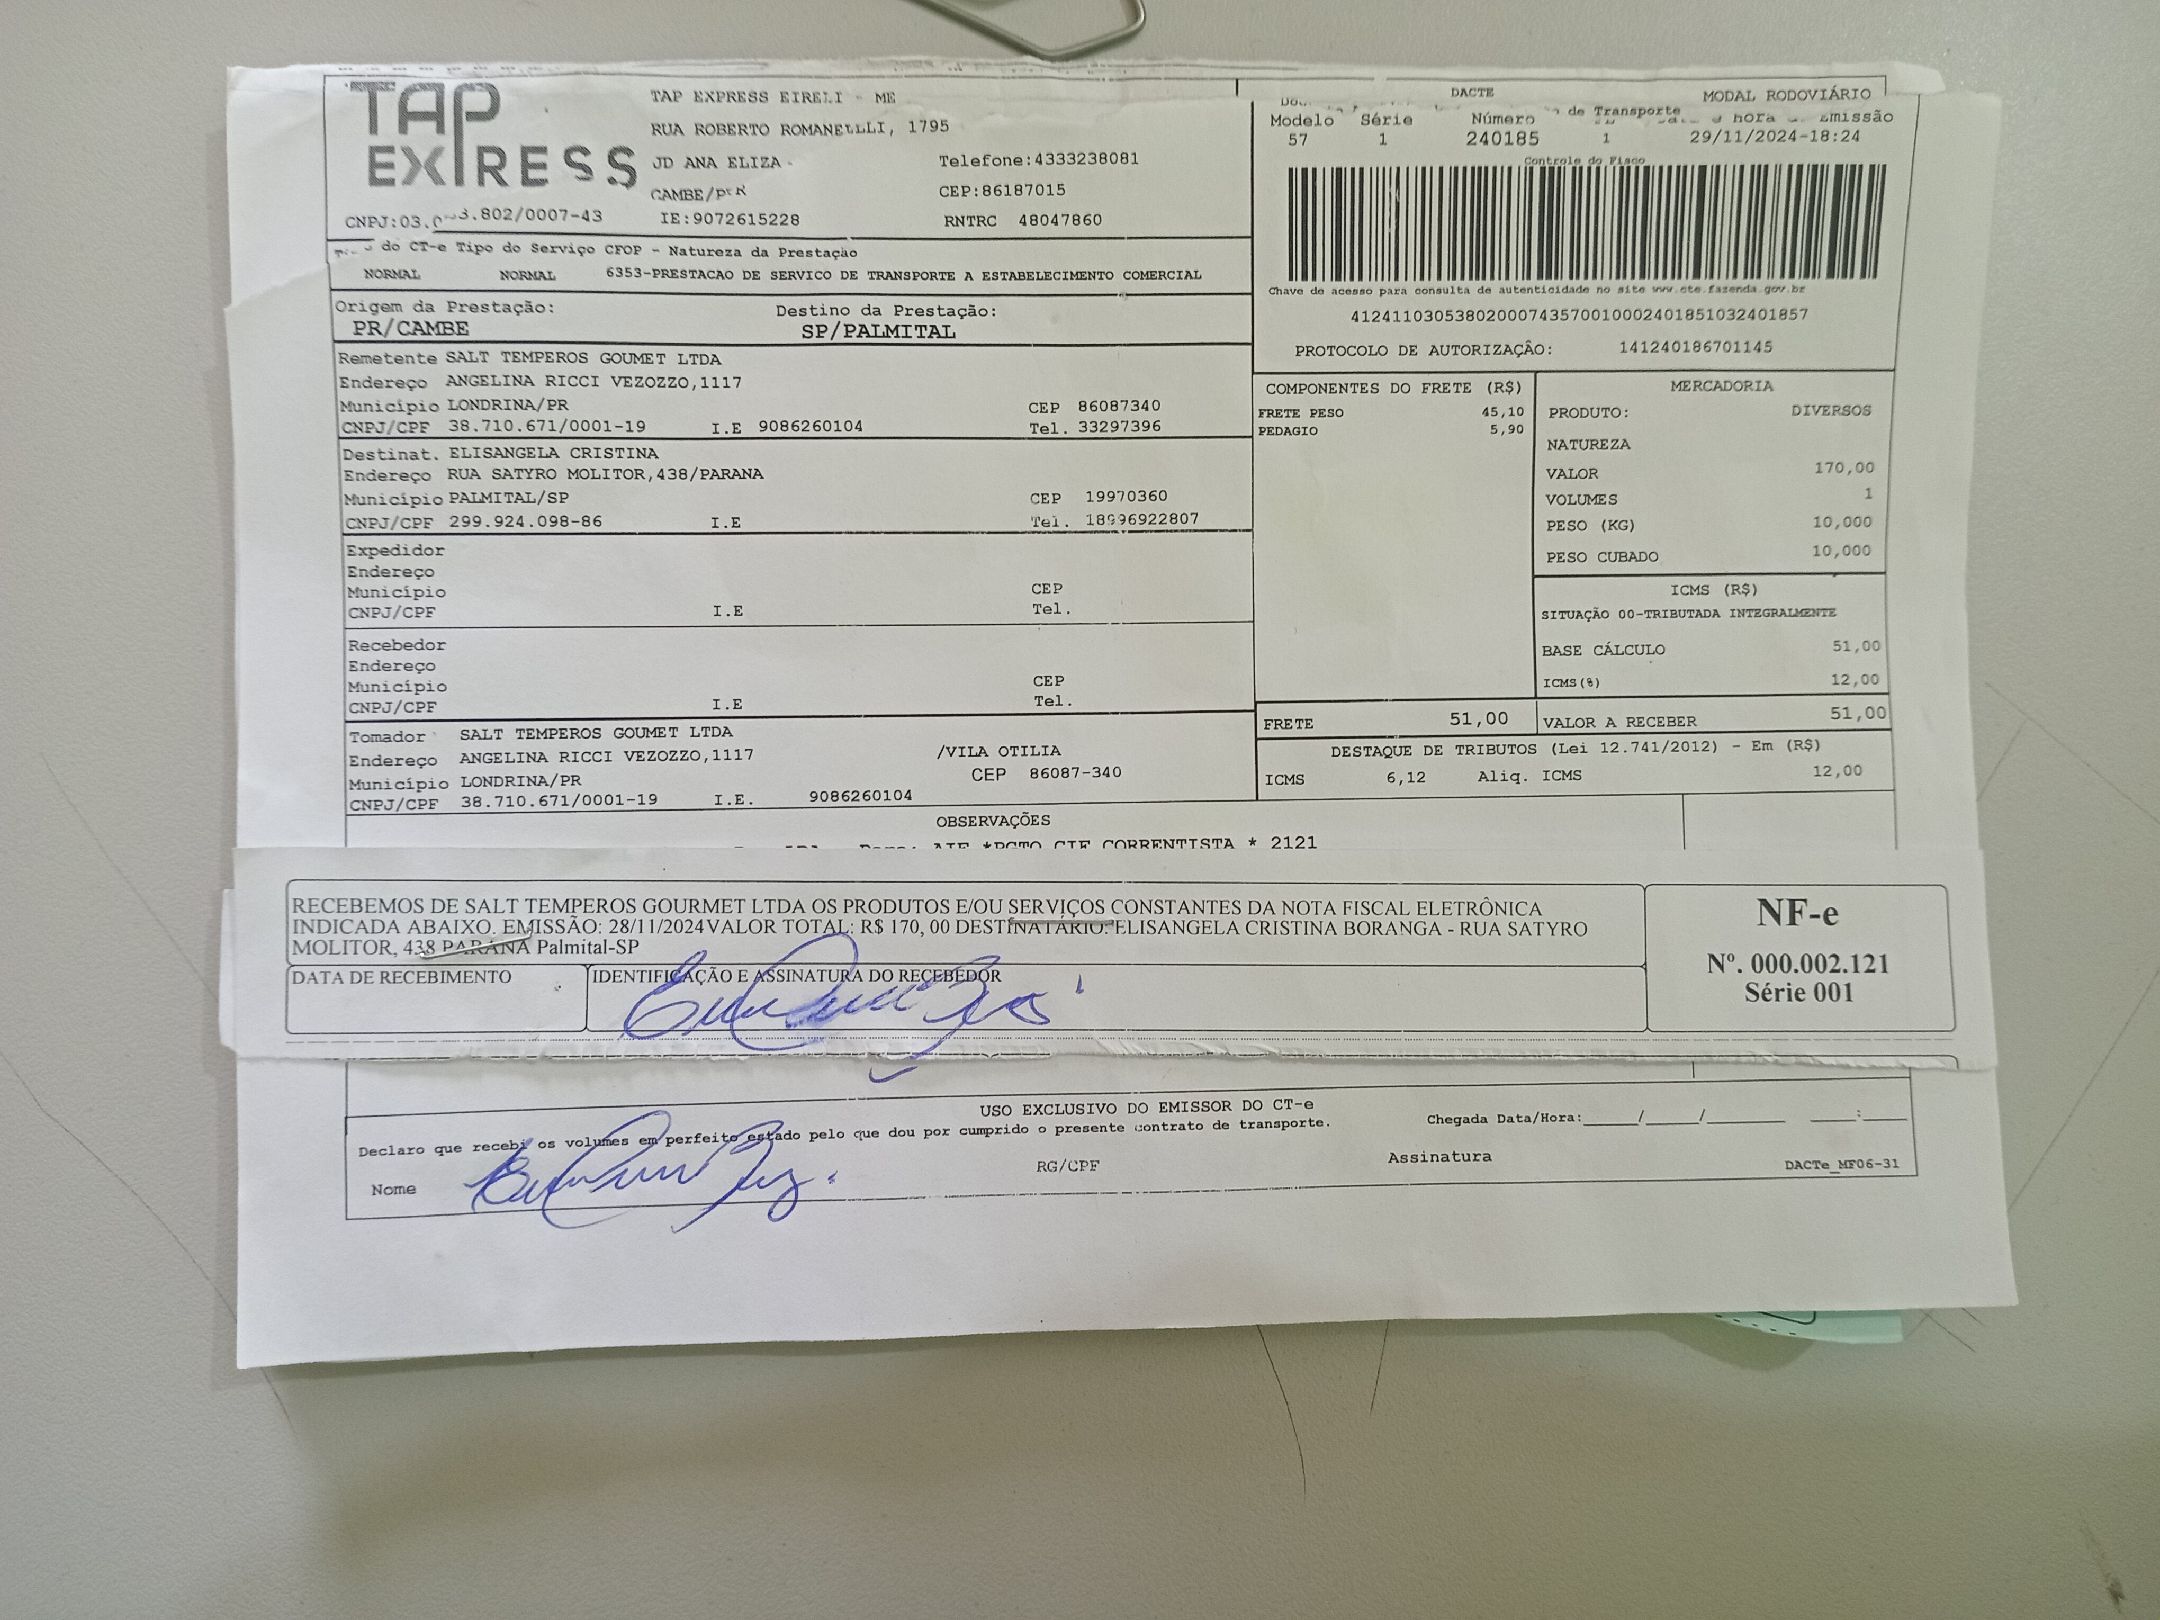 TAP
EXPRESS
TAP EXPRESS EIRELI - ME
RUA ROBERTO ROMANELLLI, 1795
JD ANA ELIZA - Telefone:4333238081
CAMBE/PR CEP:86187015
CNPJ:03. .802/0007-43 IE:9072615228 RNTRC 48047860
do CT-e Tipo do Serviço CFOP - Natureza da Prestação
NORMAL NORMAL 6353-PRESTACAO DE SERVICO DE TRANSPORTE A ESTABELECIMENTO COMERCIAL
Origem da Prestação: Destino da Prestação:
PR/CAMBE SP/PALMITAL
DACTE MODAL RODOVIÁRIO
de Transporte
Modelo Série Número hora emissão
57 1 240185 1 29/11/2024-18:24
Controle do Fisco
Chave de acesso para consulta de autenticidade no site www.cte.fazenda.gov.br
41241103053802000743570010002401851032401857
PROTOCOLO DE AUTORIZAÇÃO: 141240186701145
Remetente SALT TEMPEROS GOUMET LTDA
Endereço ANGELINA RICCI VEZOZZO,1117
Município LONDRINA/PR CEP 86087340
CNPJ/CPF 38.710.671/0001-19 I.E 9086260104 Tel. 33297396
Destinat. ELISANGELA CRISTINA
Endereço RUA SATYRO MOLITOR,438/PARANA
Município PALMITAL/SP CEP 19970360
CNPJ/CPF 299.924.098-86 I.E Tel. 18996922807
Expedidor
Endereço
Município CEP
CNPJ/CPF I.E Tel.
Recebedor
Endereço
Município CEP
CNPJ/CPF I.E Tel.
Tomador SALT TEMPEROS GOUMET LTDA
Endereço ANGELINA RICCI VEZOZZO,1117 /VILA OTILIA
Município LONDRINA/PR CEP 86087-340
CNPJ/CPF 38.710.671/0001-19 I.E. 9086260104
COMPONENTES DO FRETE (R$)
FRETE PESO 45,10
PEDAGIO 5,90
MERCADORIA
PRODUTO: DIVERSOS
NATUREZA
VALOR 170,00
VOLUMES 1
PESO (KG) 10,000
PESO CUBADO 10,000
ICMS (R$)
SITUAÇÃO 00-TRIBUTADA INTEGRALMENTE
BASE CÁLCULO 51,00
ICMS(%) 12,00
FRETE 51,00 VALOR A RECEBER 51,00
DESTAQUE DE TRIBUTOS (Lei 12.741/2012) - Em (R$)
ICMS 6,12 Aliq. ICMS 12,00
OBSERVAÇÕES
*PGTO CIF CORRENTISTA * 2121
RECEBEMOS DE SALT TEMPEROS GOURMET LTDA OS PRODUTOS E/OU SERVIÇOS CONSTANTES DA NOTA FISCAL ELETRÔNICA
INDICADA ABAIXO. EMISSÃO: 28/11/2024VALOR TOTAL: R$ 170, 00 DESTINATÁRIO: ELISANGELA CRISTINA BORANGA - RUA SATYRO
MOLITOR, 438 PARANA Palmital-SP
DATA DE RECEBIMENTO IDENTIFICAÇÃO E ASSINATURA DO RECEBEDOR
NF-e
Nº. 000.002.121
Série 001
USO EXCLUSIVO DO EMISSOR DO CT-e
Declaro que recebi os volumes em perfeito estado pelo que dou por cumprido o presente contrato de transporte.
Chegada Data/Hora:____/____/______ ____:____
Nome RG/CPF Assinatura DACTe_MF06-31